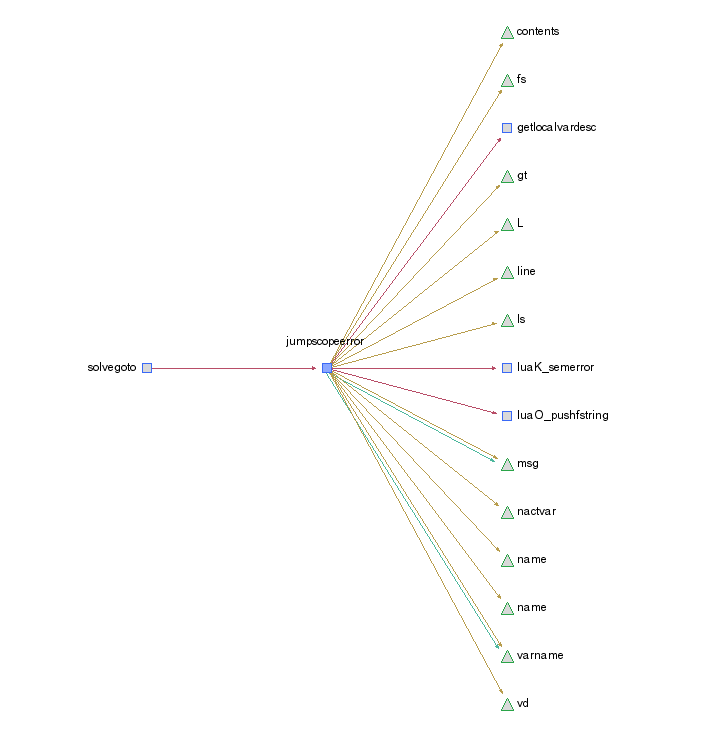 contents
fs
getlocalvardesc
gt
L
line
ls
jumpscopeerror
solvegoto
luaK_semerror
luaO_pushfstring
msg
nactvar
name
name
varname
vd